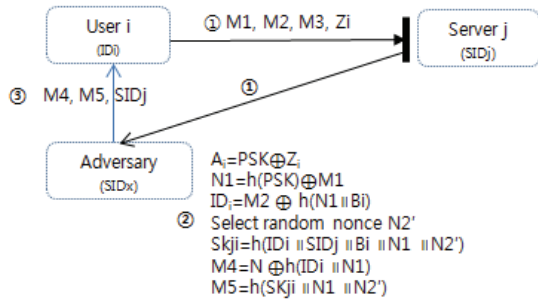 User i
(IDi)
① M1, M2, M3, Zi
Server j
(SIDj)
①
③ M4, M5, SIDj
Adversary
(SIDx)
②
Aᵢ=PSK⊕Zᵢ
N1=h(PSK)⊕M1
IDᵢ=M2 ⊕ h(N1॥Bi)
Select random nonce N2'
Skji=h(IDi ॥SIDj ॥Bi ॥N1 ॥N2')
M4=N ⊕h(IDi ॥N1)
M5=h(SKji ॥N1 ॥N2')